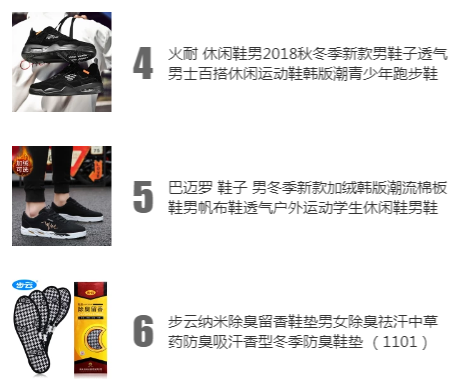 4
火耐 休闲鞋男2018秋冬季新款男鞋子透气
男士百搭休闲运动鞋韩版潮青少年跑步鞋
加绒
可选
5
巴迈罗 鞋子 男冬季新款加绒韩版潮流棉板
鞋男帆布鞋透气户外运动学生休闲鞋男鞋
步云
除臭留香
6
步云纳米除臭留香鞋垫男女除臭祛汗中草
药防臭吸汗香型冬季防臭鞋垫 （ 1101 ）